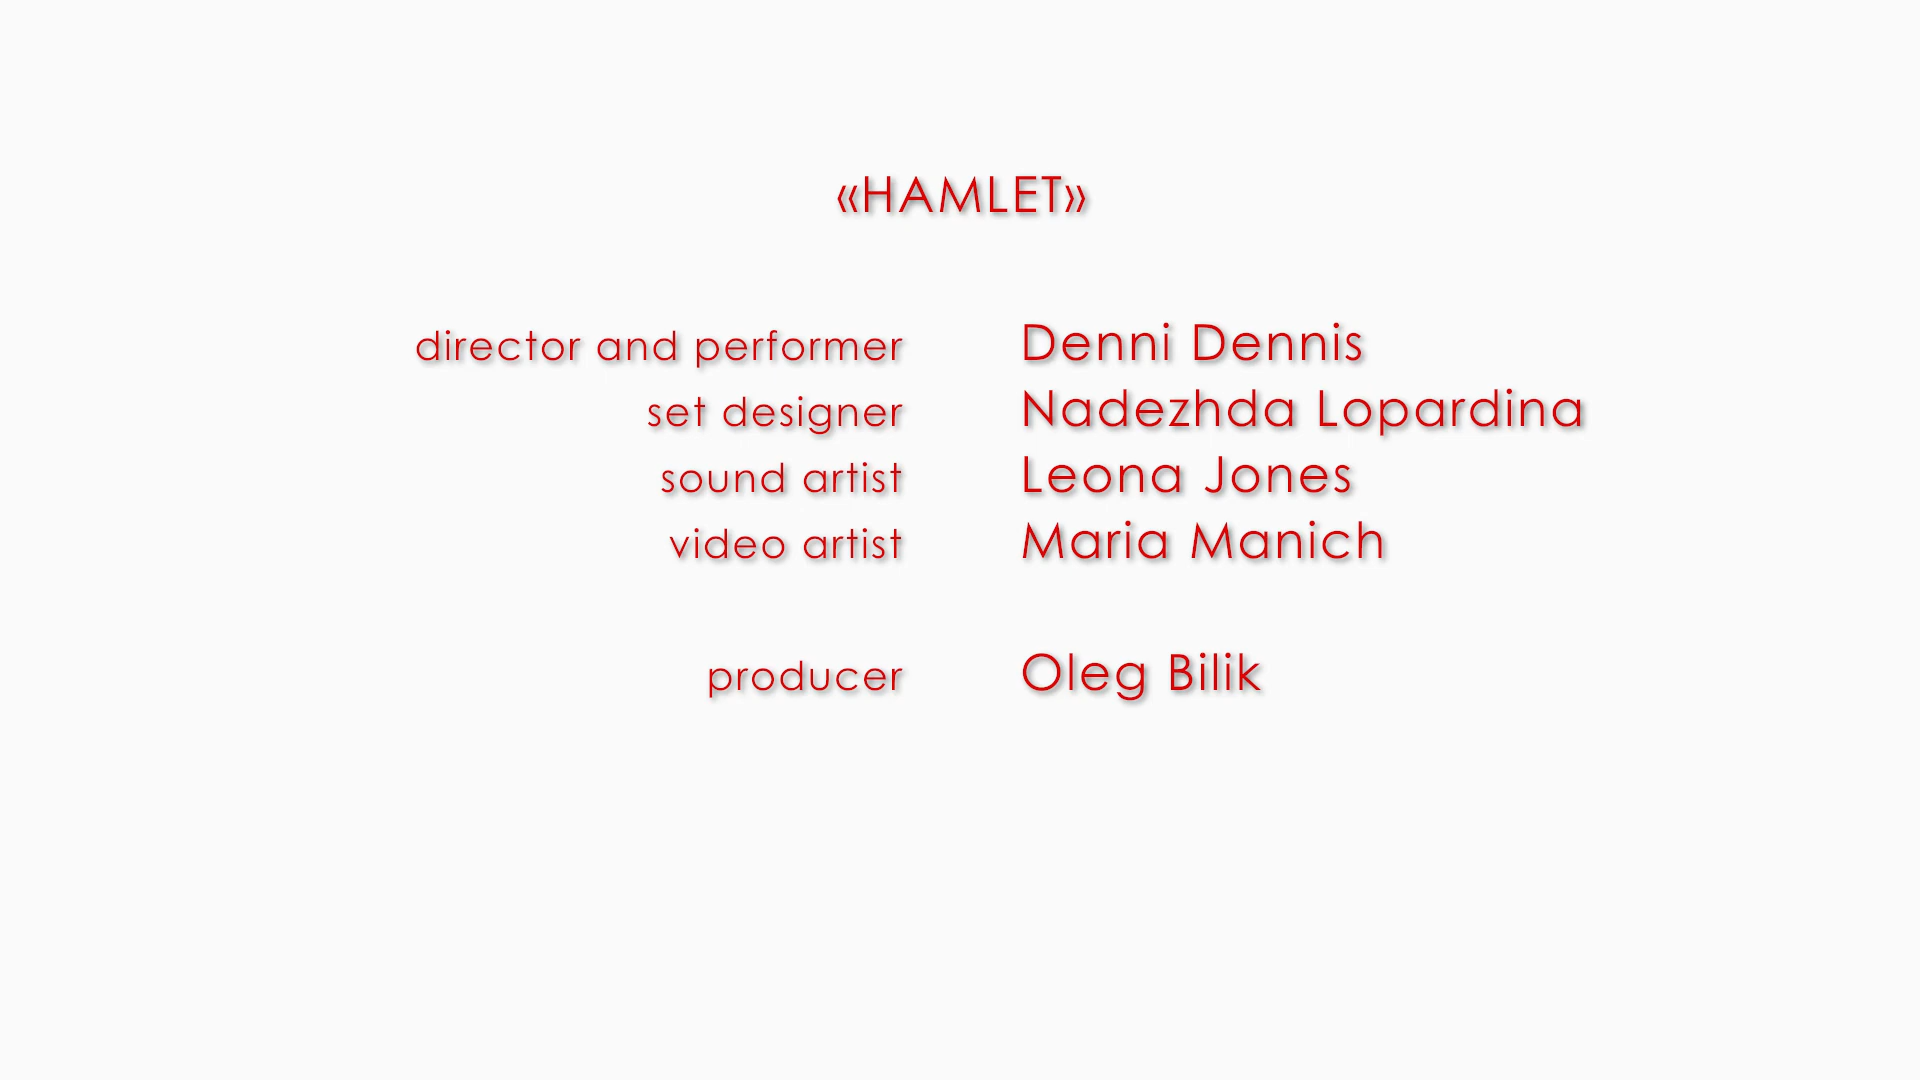 «HAMLET»
director and performer Denni Dennis
set designer Nadezhda Lopardina
sound artist Leona Jones
video artist Maria Manich
producer Oleg Bilik